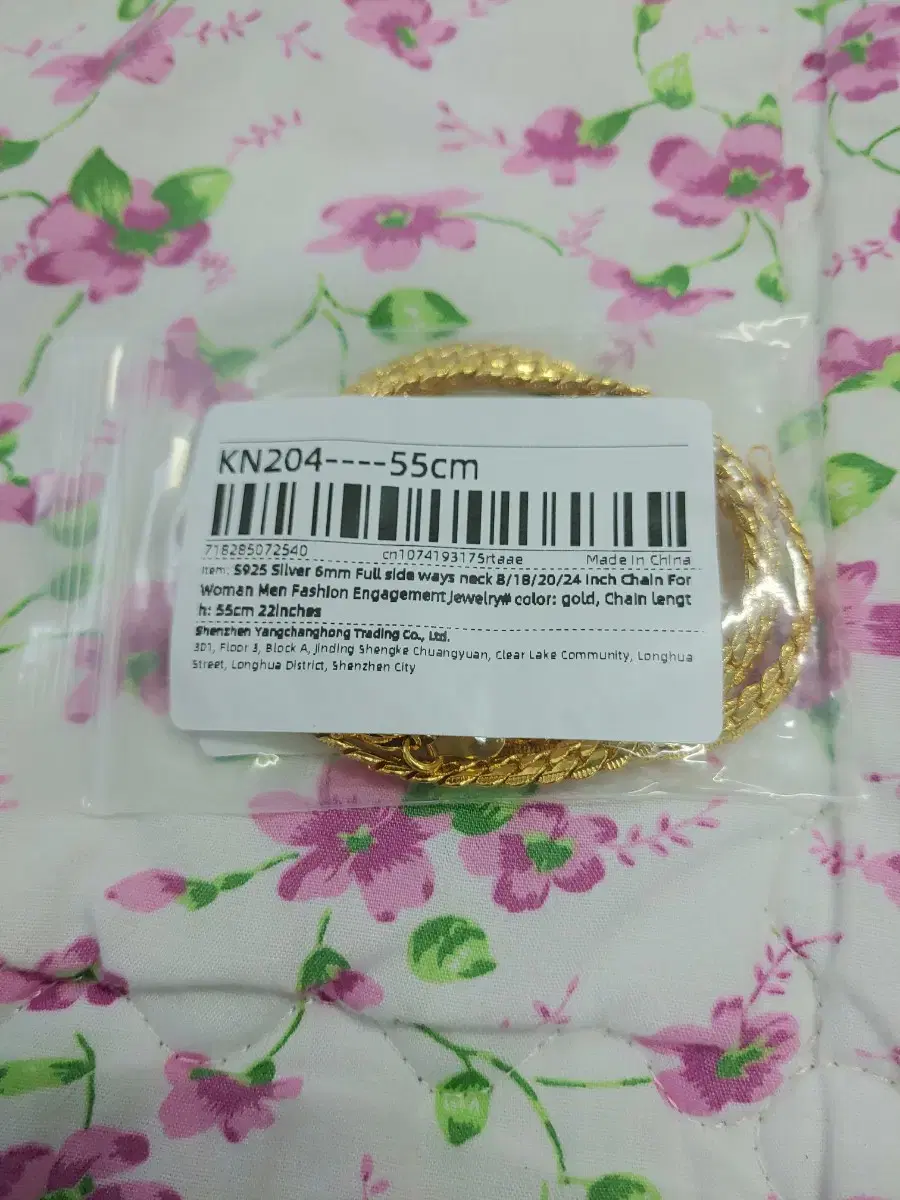 KN204----55cm
718285072540 cn1074193175rtaae Made in China
Item: S925 Silver 6mm Full side ways neck 8/18/20/24 Inch Chain For
Woman Men Fashion Engagement Jewelry# color: gold, Chain lengt
h: 55cm 22inches
Shenzhen Yangchanghong Trading Co., Ltd.
3D1, Floor 3, Block A, Jinding Shengke Chuangyuan, Clear Lake Community, Longhua
Street, Longhua District, Shenzhen City